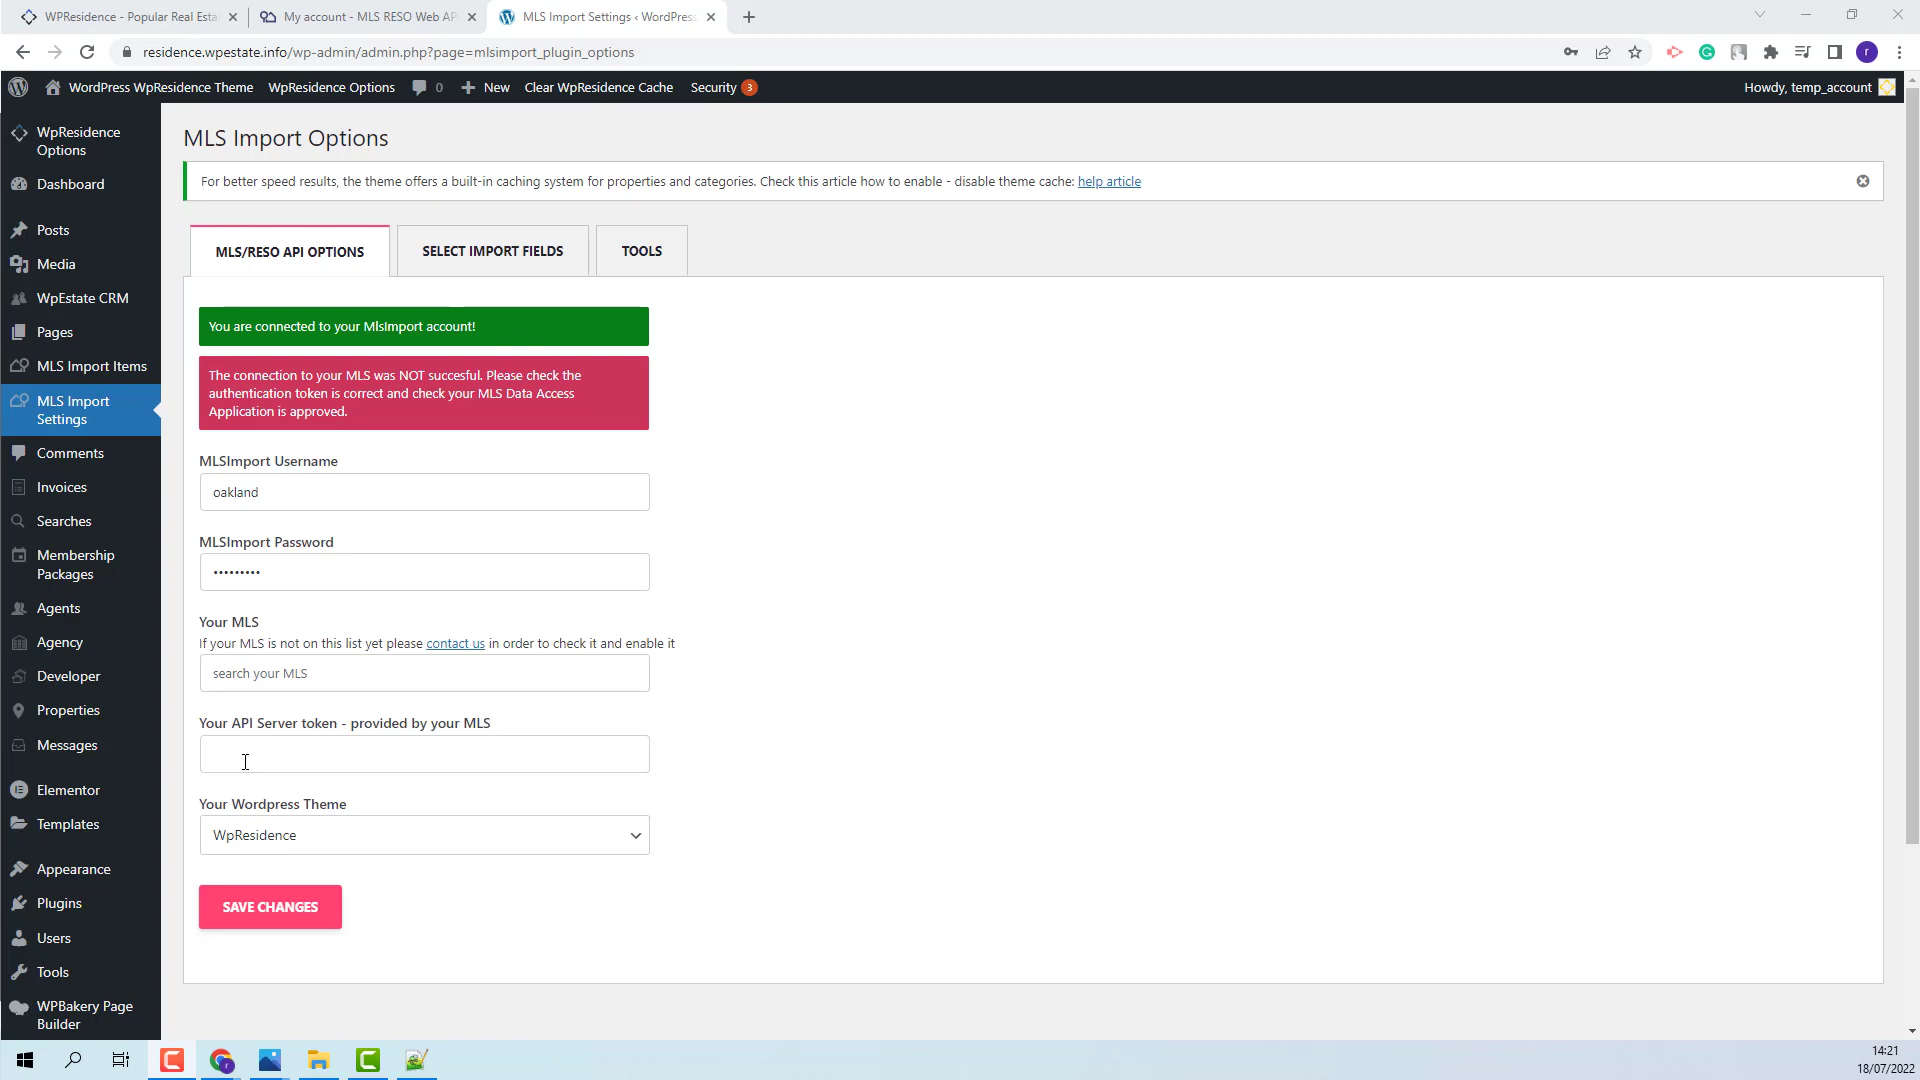 WPResidence - Popular Real Esta
My account - MLS RESO Web AP
MLS Import Settings ‹ WordPress
residence.wpestate.info/wp-admin/admin.php?page=mlsimport_plugin_options
r
WordPress WpResidence Theme
WpResidence Options
0
New
Clear WpResidence Cache
Security 3
Howdy, temp_account
WpResidence
Options
Dashboard
Posts
Media
WpEstate CRM
Pages
MLS Import Items
MLS Import
Settings
Comments
Invoices
Searches
Membership
Packages
Agents
Agency
Developer
Properties
Messages
Elementor
Templates
Appearance
Plugins
Users
Tools
WPBakery Page
Builder
MLS Import Options
For better speed results, the theme offers a built-in caching system for properties and categories. Check this article how to enable - disable theme cache: help article
MLS/RESO API OPTIONS
SELECT IMPORT FIELDS
TOOLS
You are connected to your MlsImport account!
The connection to your MLS was NOT succesful. Please check the
authentication token is correct and check your MLS Data Access
Application is approved.
MLSImport Username
oakland
MLSImport Password
•••••••••
Your MLS
If your MLS is not on this list yet please contact us in order to check it and enable it
search your MLS
Your API Server token - provided by your MLS
Your Wordpress Theme
WpResidence
SAVE CHANGES
14:21
18/07/2022